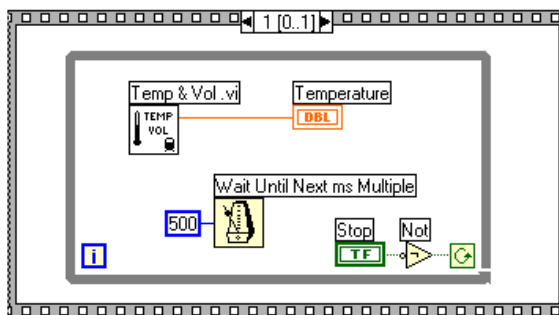 1 [0..1]
Temp & Vol .vi
Temperature
TEMP
VOL
DBL
Wait Until Next ms Multiple
500
Stop
Not
TF
i